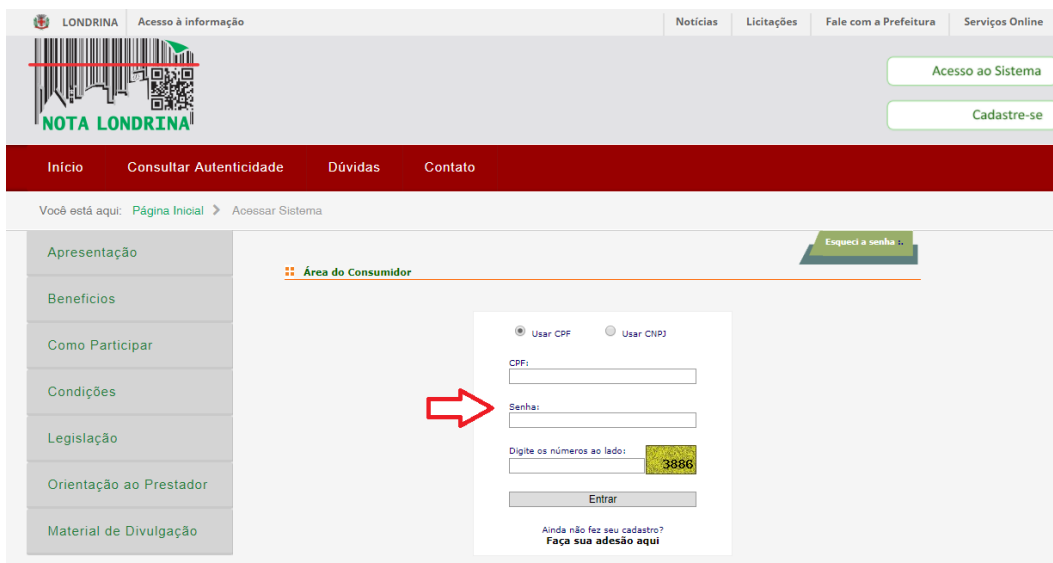 LONDRINA Acesso à informação Notícias Licitações Fale com a Prefeitura Serviços Online
NOTA LONDRINA
Acesso ao Sistema
Cadastre-se
Início Consultar Autenticidade Dúvidas Contato
Você está aqui: Página Inicial Acessar Sistema
Apresentação
Beneficios
Como Participar
Condições
Legislação
Orientação ao Prestador
Material de Divulgação
Esqueci a senha :.
Área do Consumidor
Usar CPF Usar CNPJ
CPF:
Senha:
Digite os números ao lado:
3886
Entrar
Ainda não fez seu cadastro?
Faça sua adesão aqui